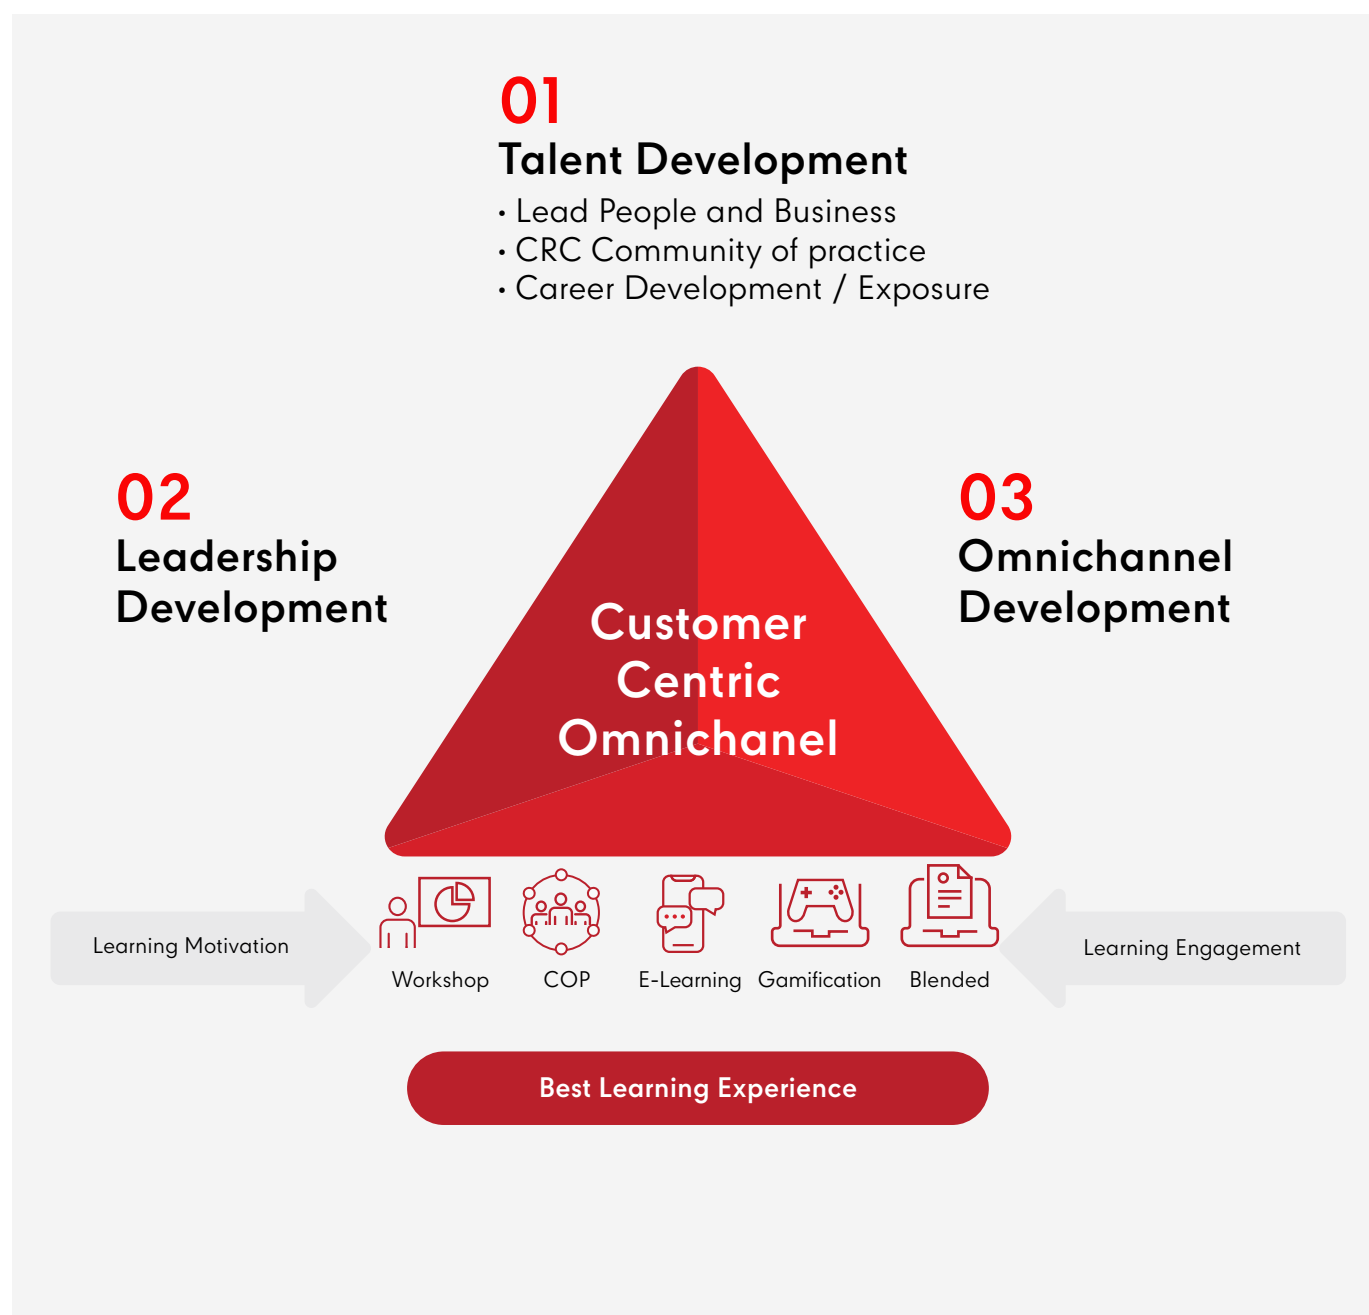 01
Talent Development
• Lead People and Business
• CRC Community of practice
• Career Development / Exposure
02
Leadership
Development
03
Omnichannel
Development
Customer
Centric
Omnichanel
Learning Motivation
Workshop
COP
E-Learning
Gamification
Blended
Learning Engagement
Best Learning Experience